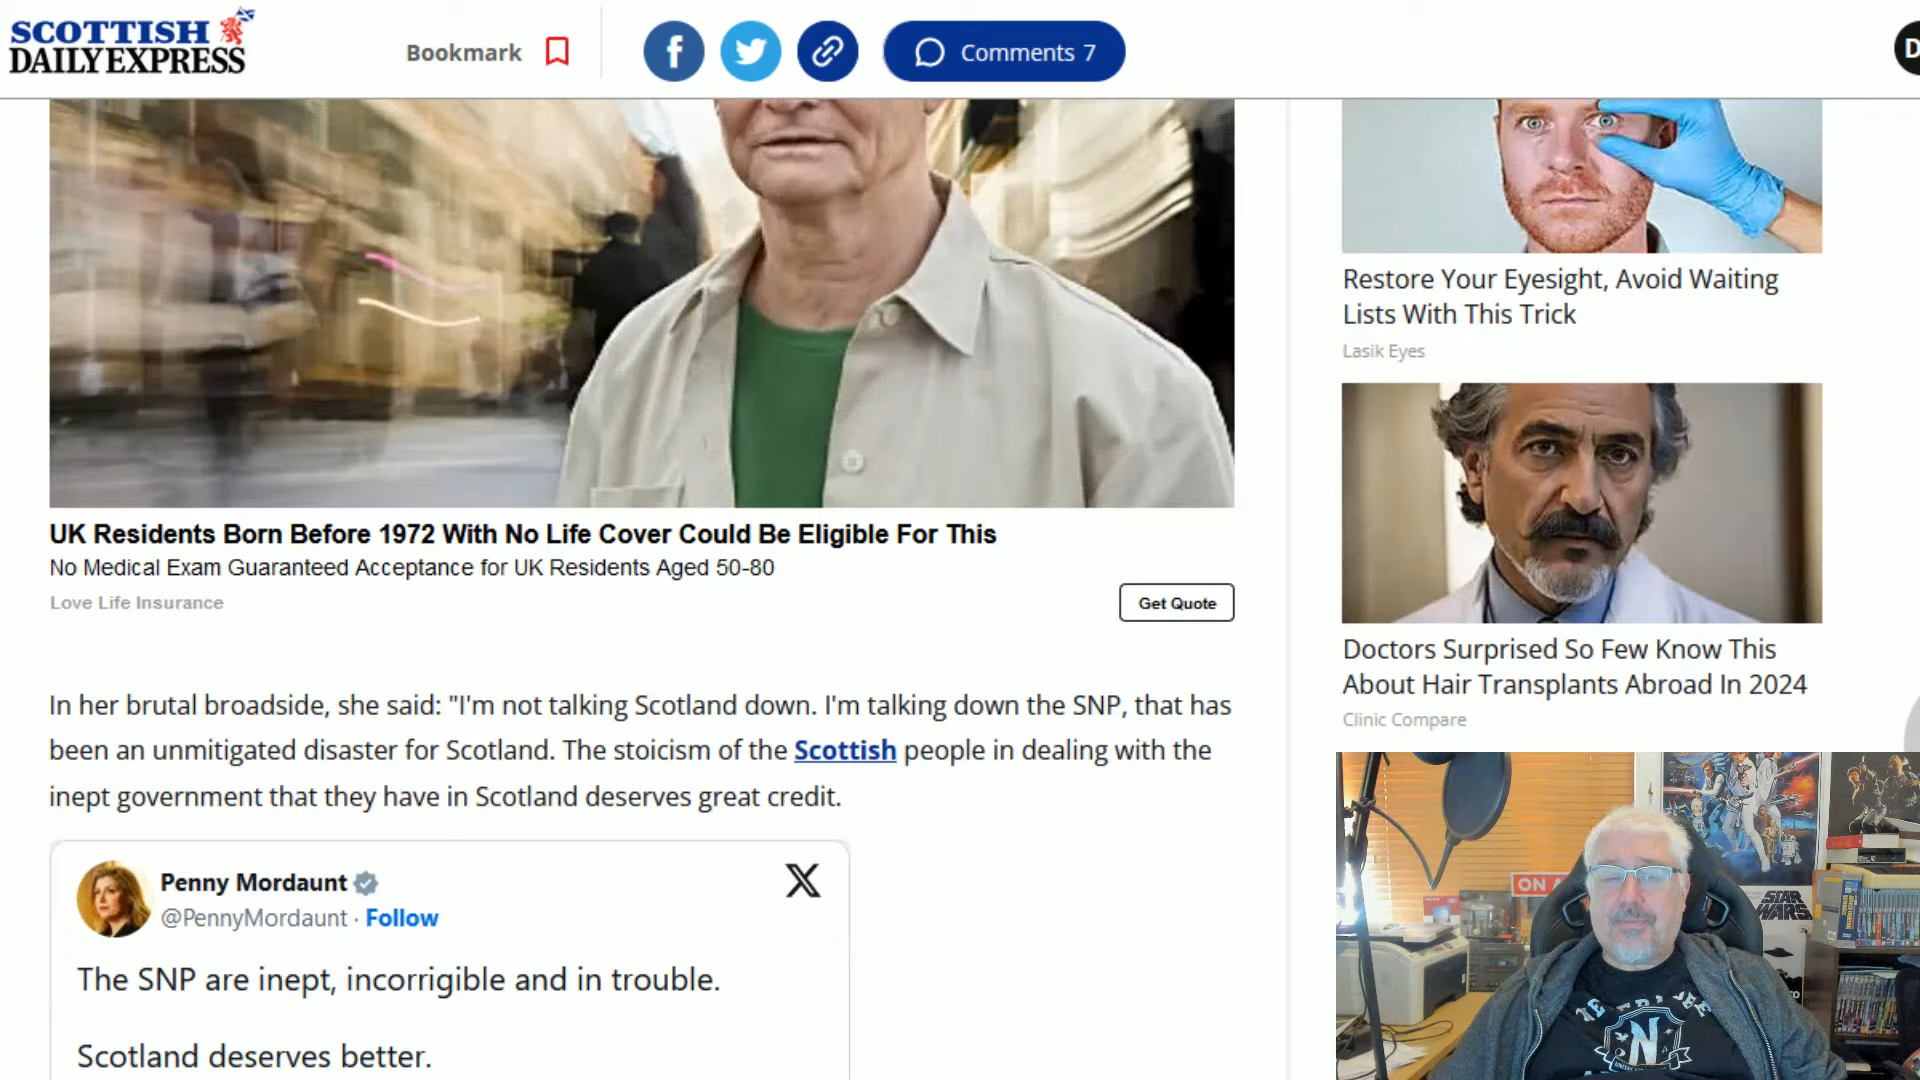 SCOTTISH
DAILY EXPRESS
Bookmark
Comments 7
D
UK Residents Born Before 1972 With No Life Cover Could Be Eligible For This
No Medical Exam Guaranteed Acceptance for UK Residents Aged 50-80
Love Life Insurance
Get Quote
In her brutal broadside, she said: "I'm not talking Scotland down. I'm talking down the SNP, that has
been an unmitigated disaster for Scotland. The stoicism of the Scottish people in dealing with the
inept government that they have in Scotland deserves great credit.
Penny Mordaunt
@PennyMordaunt · Follow
The SNP are inept, incorrigible and in trouble.
Scotland deserves better.
Restore Your Eyesight, Avoid Waiting
Lists With This Trick
Lasik Eyes
Doctors Surprised So Few Know This
About Hair Transplants Abroad In 2024
Clinic Compare
ON A
STAR
WARS
N